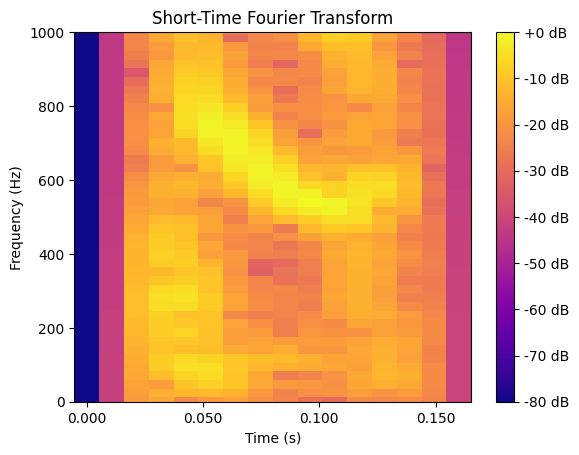 Short-Time Fourier Transform
1000
800
600
400
200
0
Frequency (Hz)
0.000
0.050
0.100
0.150
Time (s)
+0 dB
-10 dB
-20 dB
-30 dB
-40 dB
-50 dB
-60 dB
-70 dB
-80 dB